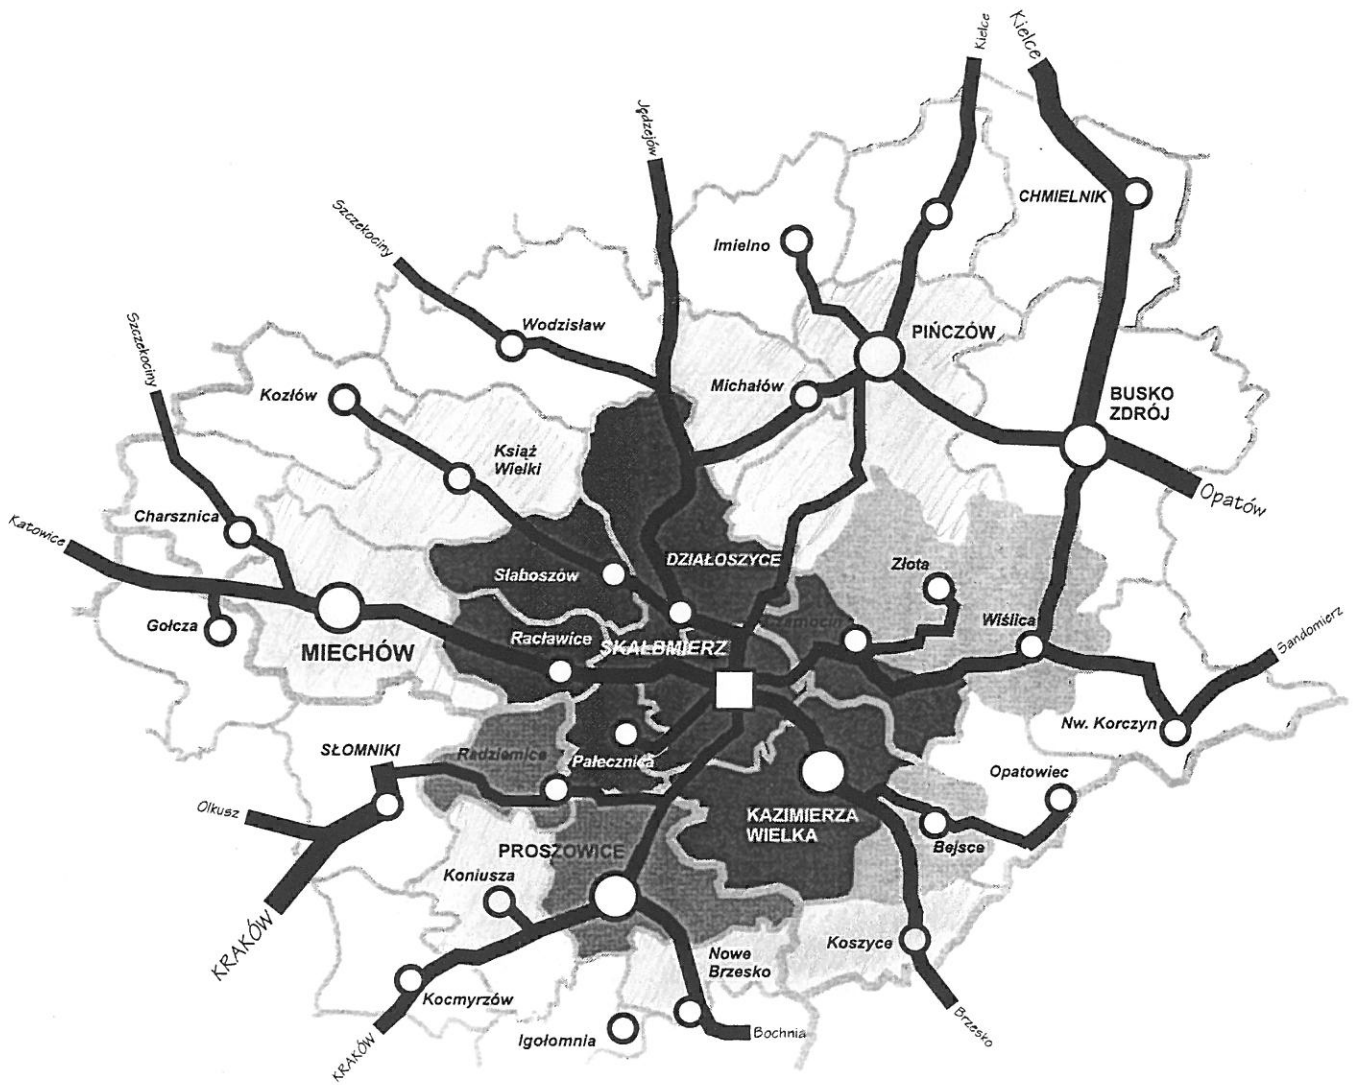 Kielce
Kielce
Jędzejów
CHMIELNIK
Szczekociny
Imielno
Szczekociny
Wodzisław
PIŃCZÓW
Michałów
Kozłów
BUSKO
ZDRÓJ
Książ
Wielki
Opatów
Charsznica
Katowice
DZIAŁOSZYCE
Słaboszów
Złota
Czarnocin
Wiślica
Sandomierz
Gołcza
Racławice
SKALBMIERZ
MIECHÓW
Nw. Korczyn
SŁOMNIKI
Radziemice
Pałecznica
Opatowiec
Olkusz
KAZIMIERZA
WIELKA
Bejsce
PROSZOWICE
Koniusza
KRAKÓW
Koszyce
Nowe
Brzesko
Kocmyrzów
Brzesko
Igołomnia
Bochnia
KRAKÓW